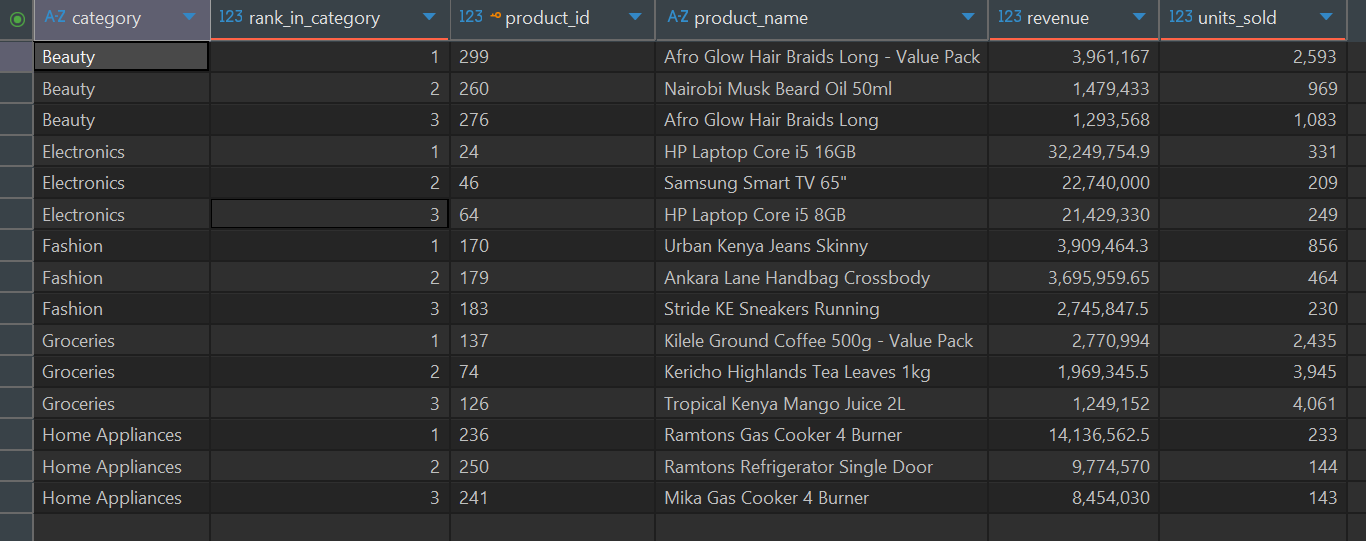 A-Z category 123 rank_in_category 123 product_id A-Z product_name 123 revenue 123 units_sold
Beauty 1 299 Afro Glow Hair Braids Long - Value Pack 3,961,167 2,593
Beauty 2 260 Nairobi Musk Beard Oil 50ml 1,479,433 969
Beauty 3 276 Afro Glow Hair Braids Long 1,293,568 1,083
Electronics 1 24 HP Laptop Core i5 16GB 32,249,754.9 331
Electronics 2 46 Samsung Smart TV 65" 22,740,000 209
Electronics 3 64 HP Laptop Core i5 8GB 21,429,330 249
Fashion 1 170 Urban Kenya Jeans Skinny 3,909,464.3 856
Fashion 2 179 Ankara Lane Handbag Crossbody 3,695,959.65 464
Fashion 3 183 Stride KE Sneakers Running 2,745,847.5 230
Groceries 1 137 Kilele Ground Coffee 500g - Value Pack 2,770,994 2,435
Groceries 2 74 Kericho Highlands Tea Leaves 1kg 1,969,345.5 3,945
Groceries 3 126 Tropical Kenya Mango Juice 2L 1,249,152 4,061
Home Appliances 1 236 Ramtons Gas Cooker 4 Burner 14,136,562.5 233
Home Appliances 2 250 Ramtons Refrigerator Single Door 9,774,570 144
Home Appliances 3 241 Mika Gas Cooker 4 Burner 8,454,030 143